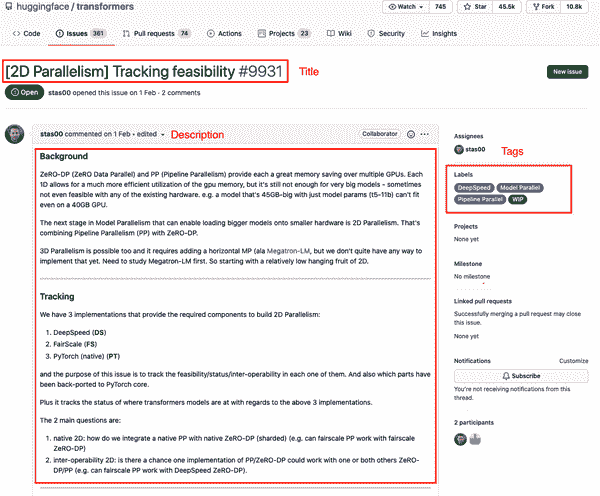 huggingface / transformers
Watch 745 Star 45.5k Fork 10.8k
Code Issues 361 Pull requests 74 Actions Projects 23 Wiki Security Insights
[2D Parallelism] Tracking feasibility #9931 Title
New issue
Open stas00 opened this issue on 1 Feb · 2 comments
stas00 commented on 1 Feb • edited Description Collaborator
Background
ZeRO-DP (ZeRO Data Parallel) and PP (Pipeline Parallelism) provide each a great memory saving over multiple GPUs. Each
1D allows for a much more efficient utilization of the gpu memory, but it's still not enough for very big models - sometimes
not even feasible with any of the existing hardware. e.g. a model that's 45GB-big with just model params (t5-11b) can't fit
even on a 40GB GPU.
The next stage in Model Parallelism that can enable loading bigger models onto smaller hardware is 2D Parallelism. That's
combining Pipeline Parallelism (PP) with ZeRO-DP.
3D Parallelism is possible too and it requires adding a horizontal MP (ala Megatron-LM, but we don't quite have any way to
implement that yet. Need to study Megatron-LM first. So starting with a relatively low hanging fruit of 2D.
Tracking
We have 3 implementations that provide the required components to build 2D Parallelism:
1. DeepSpeed (DS)
2. FairScale (FS)
3. PyTorch (native) (PT)
and the purpose of this issue is to track the feasibility/status/inter-operability in each one of them. And also which parts have
been back-ported to PyTorch core.
Plus it tracks the status of where transformers models are at with regards to the above 3 implementations.
The 2 main questions are:
1. native 2D: how do we integrate a native PP with native ZeRO-DP (sharded) (e.g. can fairscale PP work with fairscale
ZeRO-DP)
2. inter-operability 2D: is there a chance one implementation of PP/ZeRO-DP could work with one or both others ZeRO-
DP/PP (e.g. can fairscale PP work with DeepSpeed ZeRO-DP).
Assignees
stas00
Tags
Labels
DeepSpeed Model Parallel
Pipeline Parallel WIP
Projects
None yet
Milestone
No milestone
Linked pull requests
Successfully merging a pull request may close
this issue.
None yet
Notifications Customize
Subscribe
You're not receiving notifications from this
thread.
2 participants